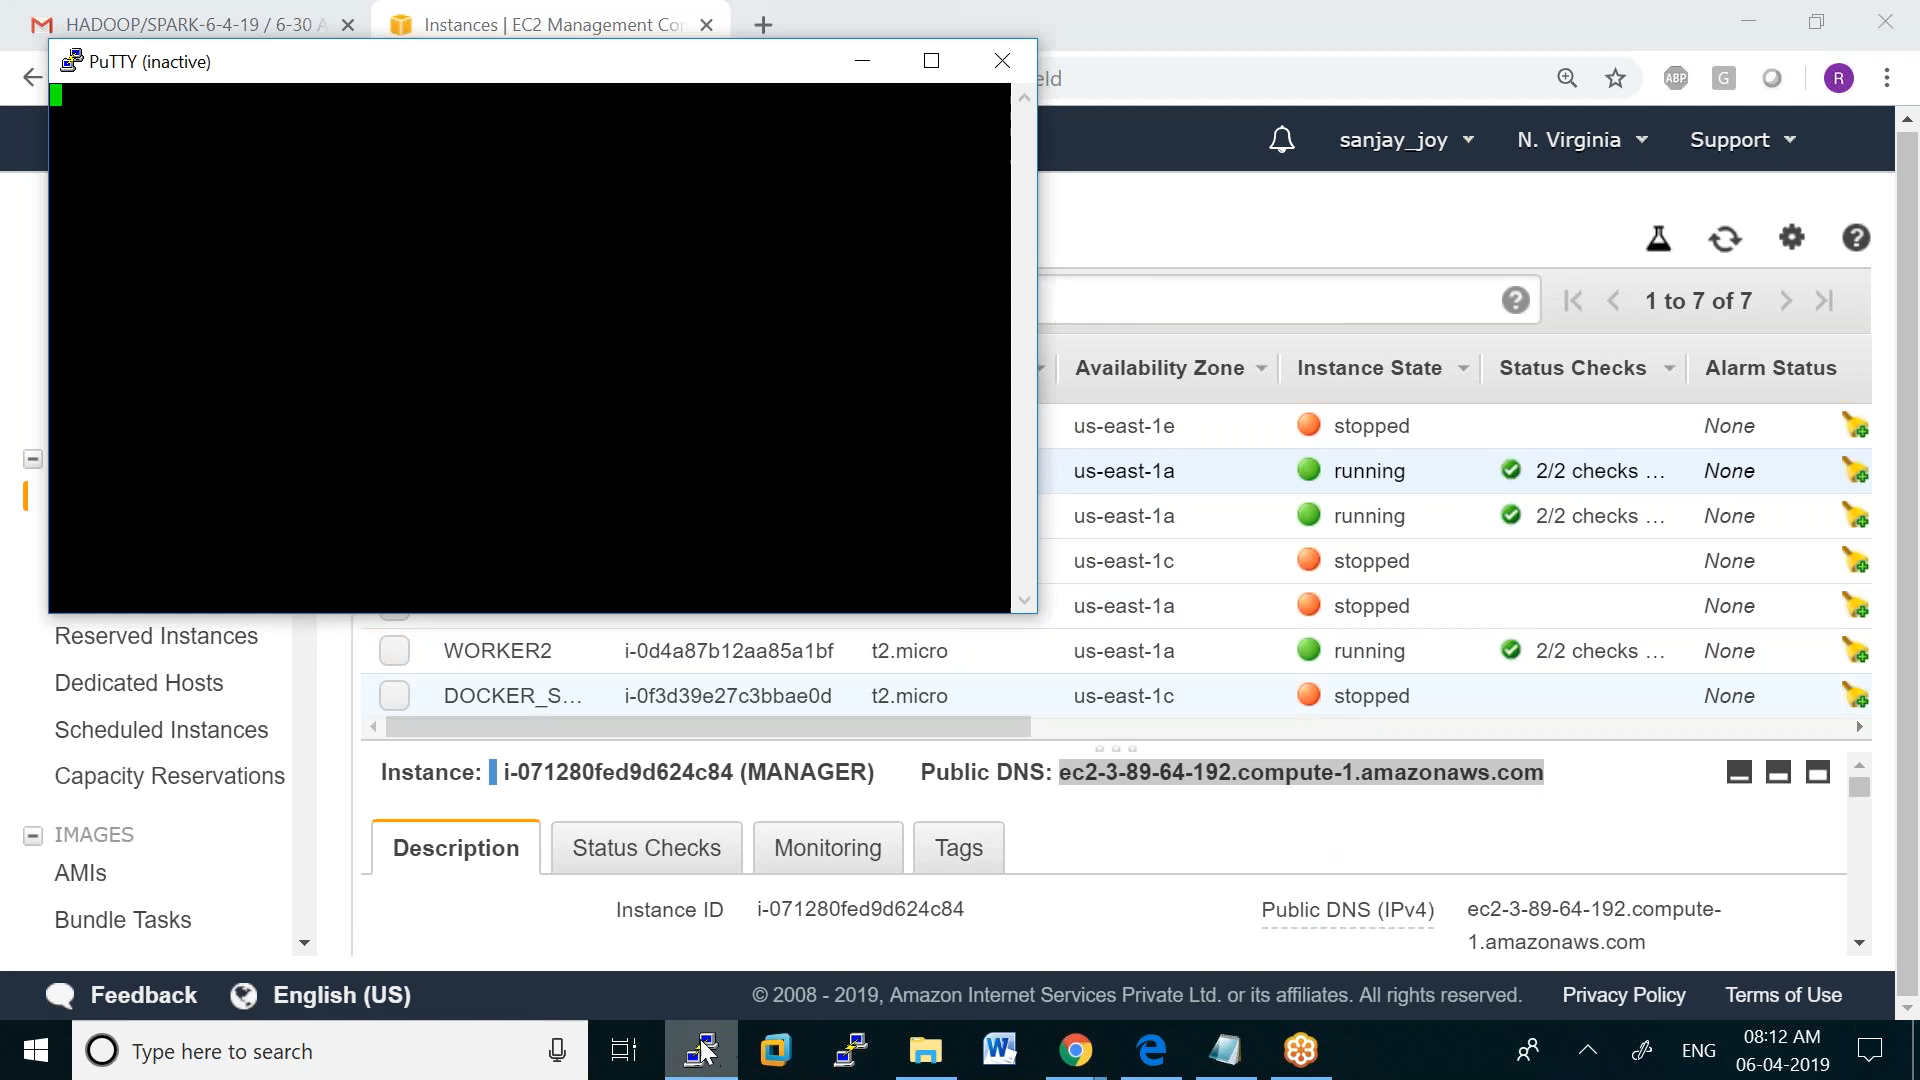 HADOOP/SPARK-6-4-19 / 6-30 A
Instances | EC2 Management Con
PuTTY (inactive)
eld
ABP
G
R
sanjay_joy
N. Virginia
Support
1 to 7 of 7
Availability Zone
Instance State
Status Checks
Alarm Status
us-east-1e stopped None
us-east-1a running 2/2 checks ... None
us-east-1a running 2/2 checks ... None
us-east-1c stopped None
us-east-1a stopped None
WORKER2 i-0d4a87b12aa85a1bf t2.micro us-east-1a running 2/2 checks ... None
DOCKER_S... i-0f3d39e27c3bbae0d t2.micro us-east-1c stopped None
Reserved Instances
Dedicated Hosts
Scheduled Instances
Capacity Reservations
IMAGES
AMIs
Bundle Tasks
Instance: i-071280fed9d624c84 (MANAGER) Public DNS: ec2-3-89-64-192.compute-1.amazonaws.com
Description
Status Checks
Monitoring
Tags
Instance ID i-071280fed9d624c84
Public DNS (IPv4) ec2-3-89-64-192.compute-
1.amazonaws.com
Feedback
English (US)
© 2008 - 2019, Amazon Internet Services Private Ltd. or its affiliates. All rights reserved.
Privacy Policy
Terms of Use
Type here to search
ENG
08:12 AM
06-04-2019